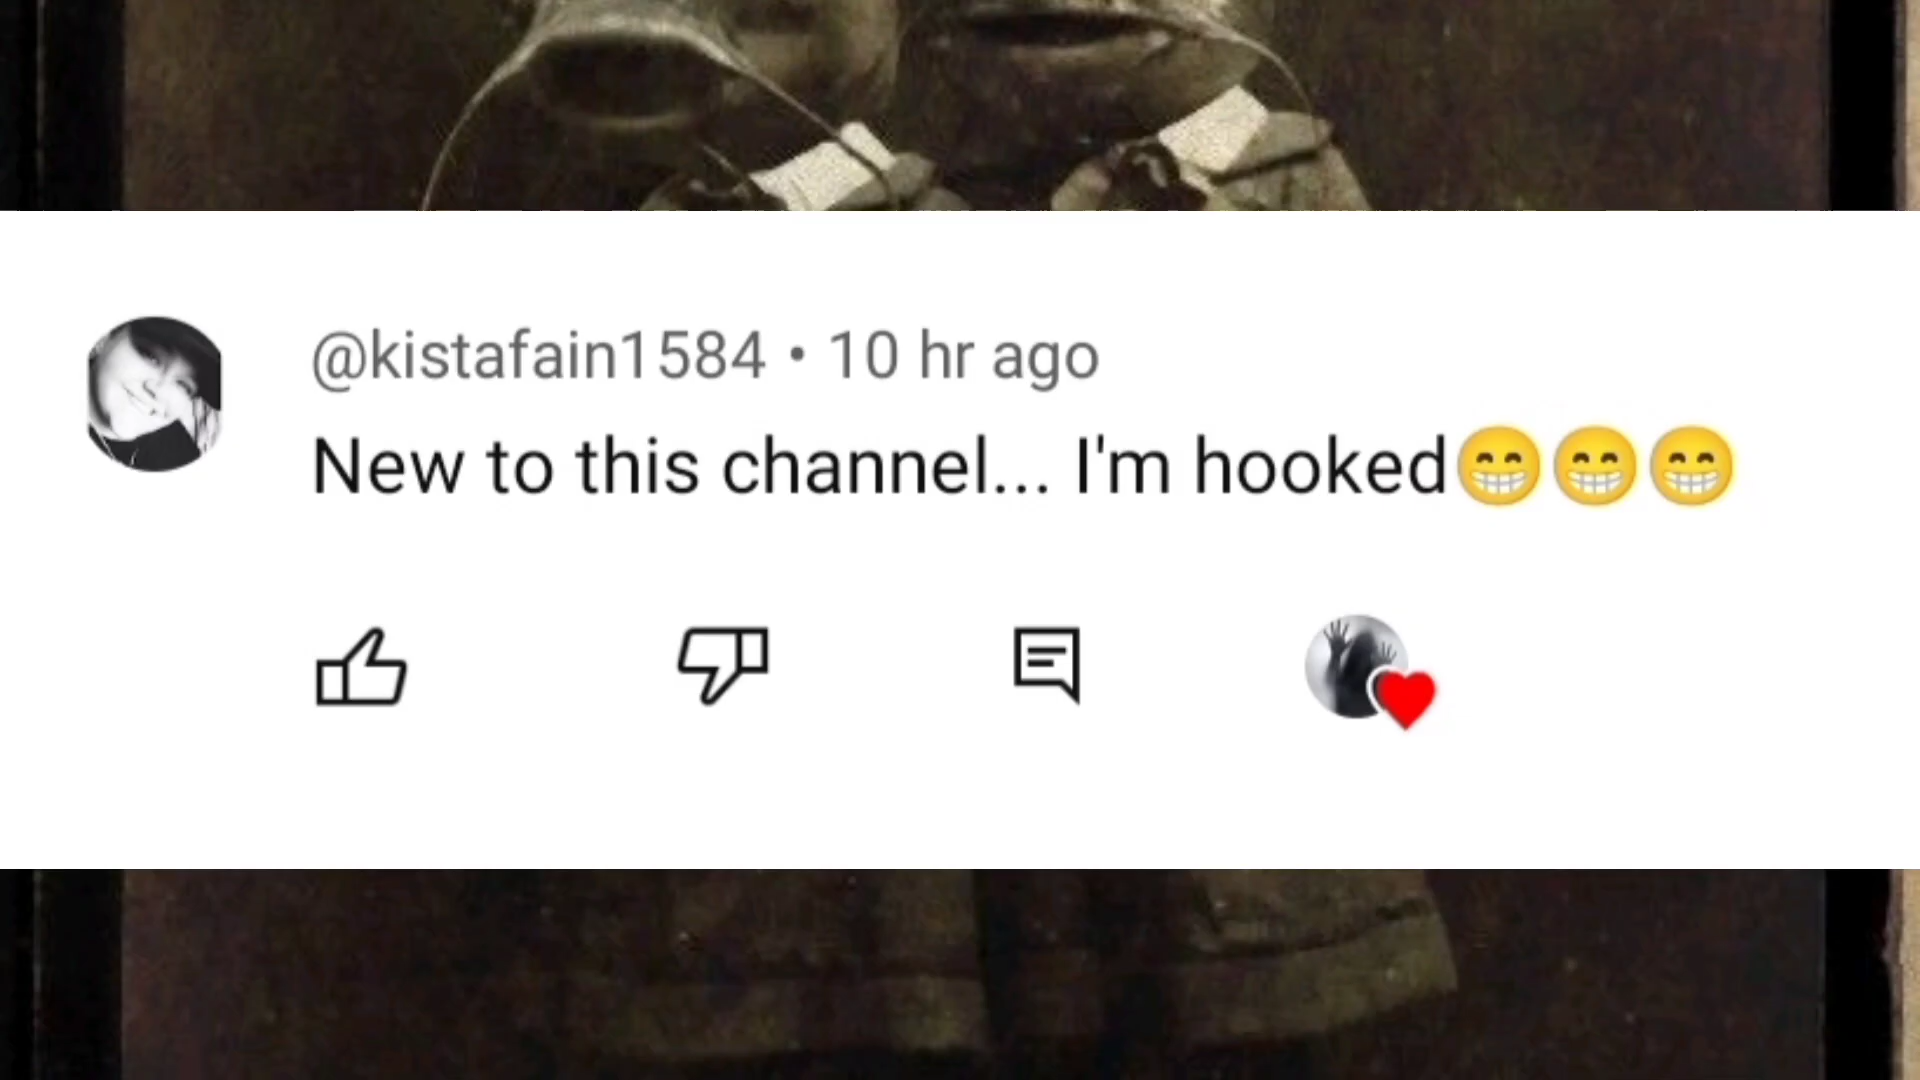 @kistafain1584 • 10 hr ago
New to this channel... I'm hooked😁😁😁